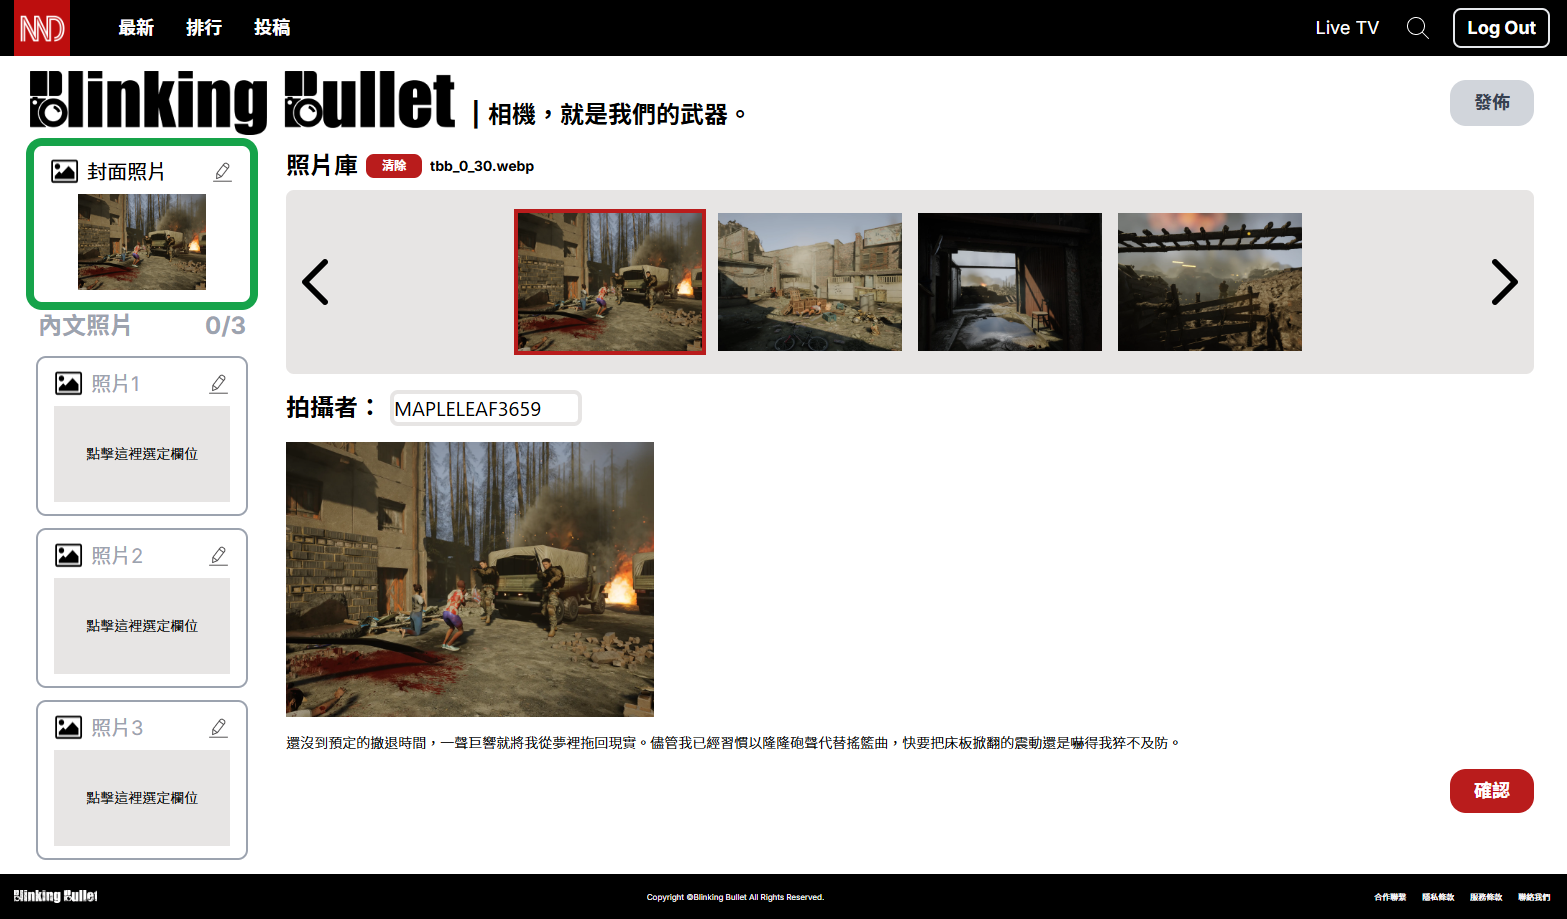 NND
最新 排行 投稿
Live TV
Log Out
Blinking Bullet | 相機，就是我們的武器。
發佈
封面照片
內文照片 0/3
照片1
點擊這裡選定欄位
照片2
點擊這裡選定欄位
照片3
點擊這裡選定欄位
照片庫 清除 tbb_0_30.webp
拍攝者： MAPLELEAF3659
還沒到預定的撤退時間，一聲巨響就將我從夢裡拖回現實。儘管我已經習慣以隆隆砲聲代替搖籃曲，快要把床板掀翻的震動還是嚇得我猝不及防。
確認
Blinking Bullet
Copyright ©Blinking Bullet All Rights Reserved.
合作聯繫 隱私條款 服務條款 聯絡我們